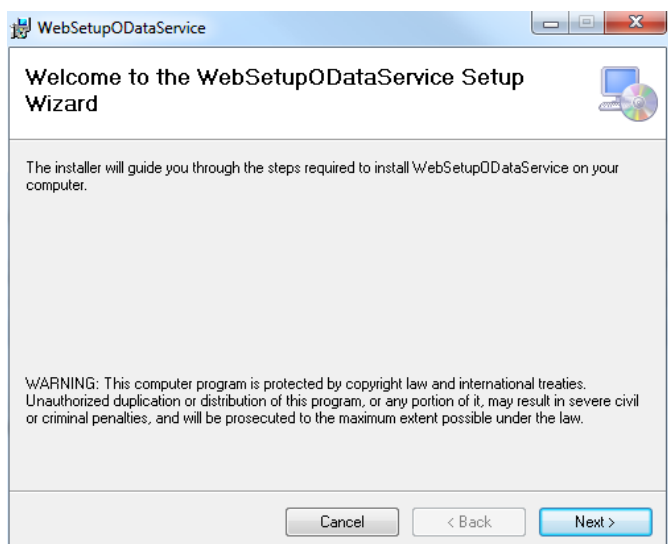 WebSetupODataService
Welcome to the WebSetupODataService Setup
Wizard
The installer will guide you through the steps required to install WebSetupODataService on your
computer.
WARNING: This computer program is protected by copyright law and international treaties.
Unauthorized duplication or distribution of this program, or any portion of it, may result in severe civil
or criminal penalties, and will be prosecuted to the maximum extent possible under the law.
Cancel < Back Next >